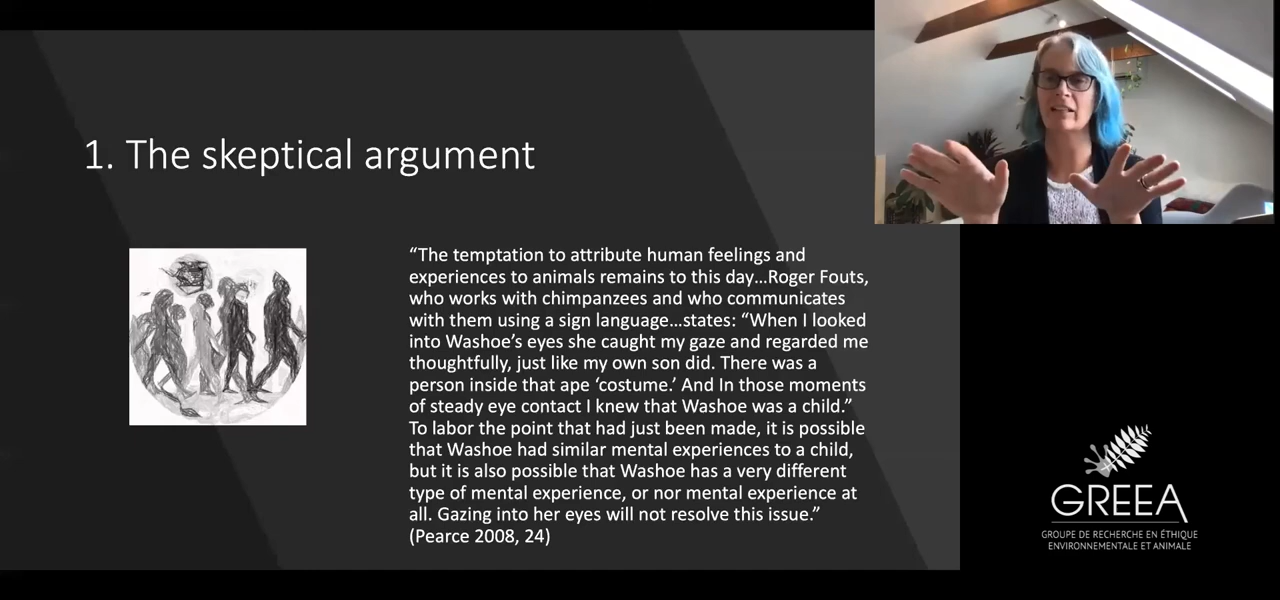 1. The skeptical argument
“The temptation to attribute human feelings and
experiences to animals remains to this day…Roger Fouts,
who works with chimpanzees and who communicates
with them using a sign language…states: “When I looked
into Washoe’s eyes she caught my gaze and regarded me
thoughtfully, just like my own son did. There was a
person inside that ape ‘costume.’ And In those moments
of steady eye contact I knew that Washoe was a child.”
To labor the point that had just been made, it is possible
that Washoe had similar mental experiences to a child,
but it is also possible that Washoe has a very different
type of mental experience, or nor mental experience at
all. Gazing into her eyes will not resolve this issue.”
(Pearce 2008, 24)
GREEA
GROUPE DE RECHERCHE EN ÉTHIQUE
ENVIRONNEMENTALE ET ANIMALE